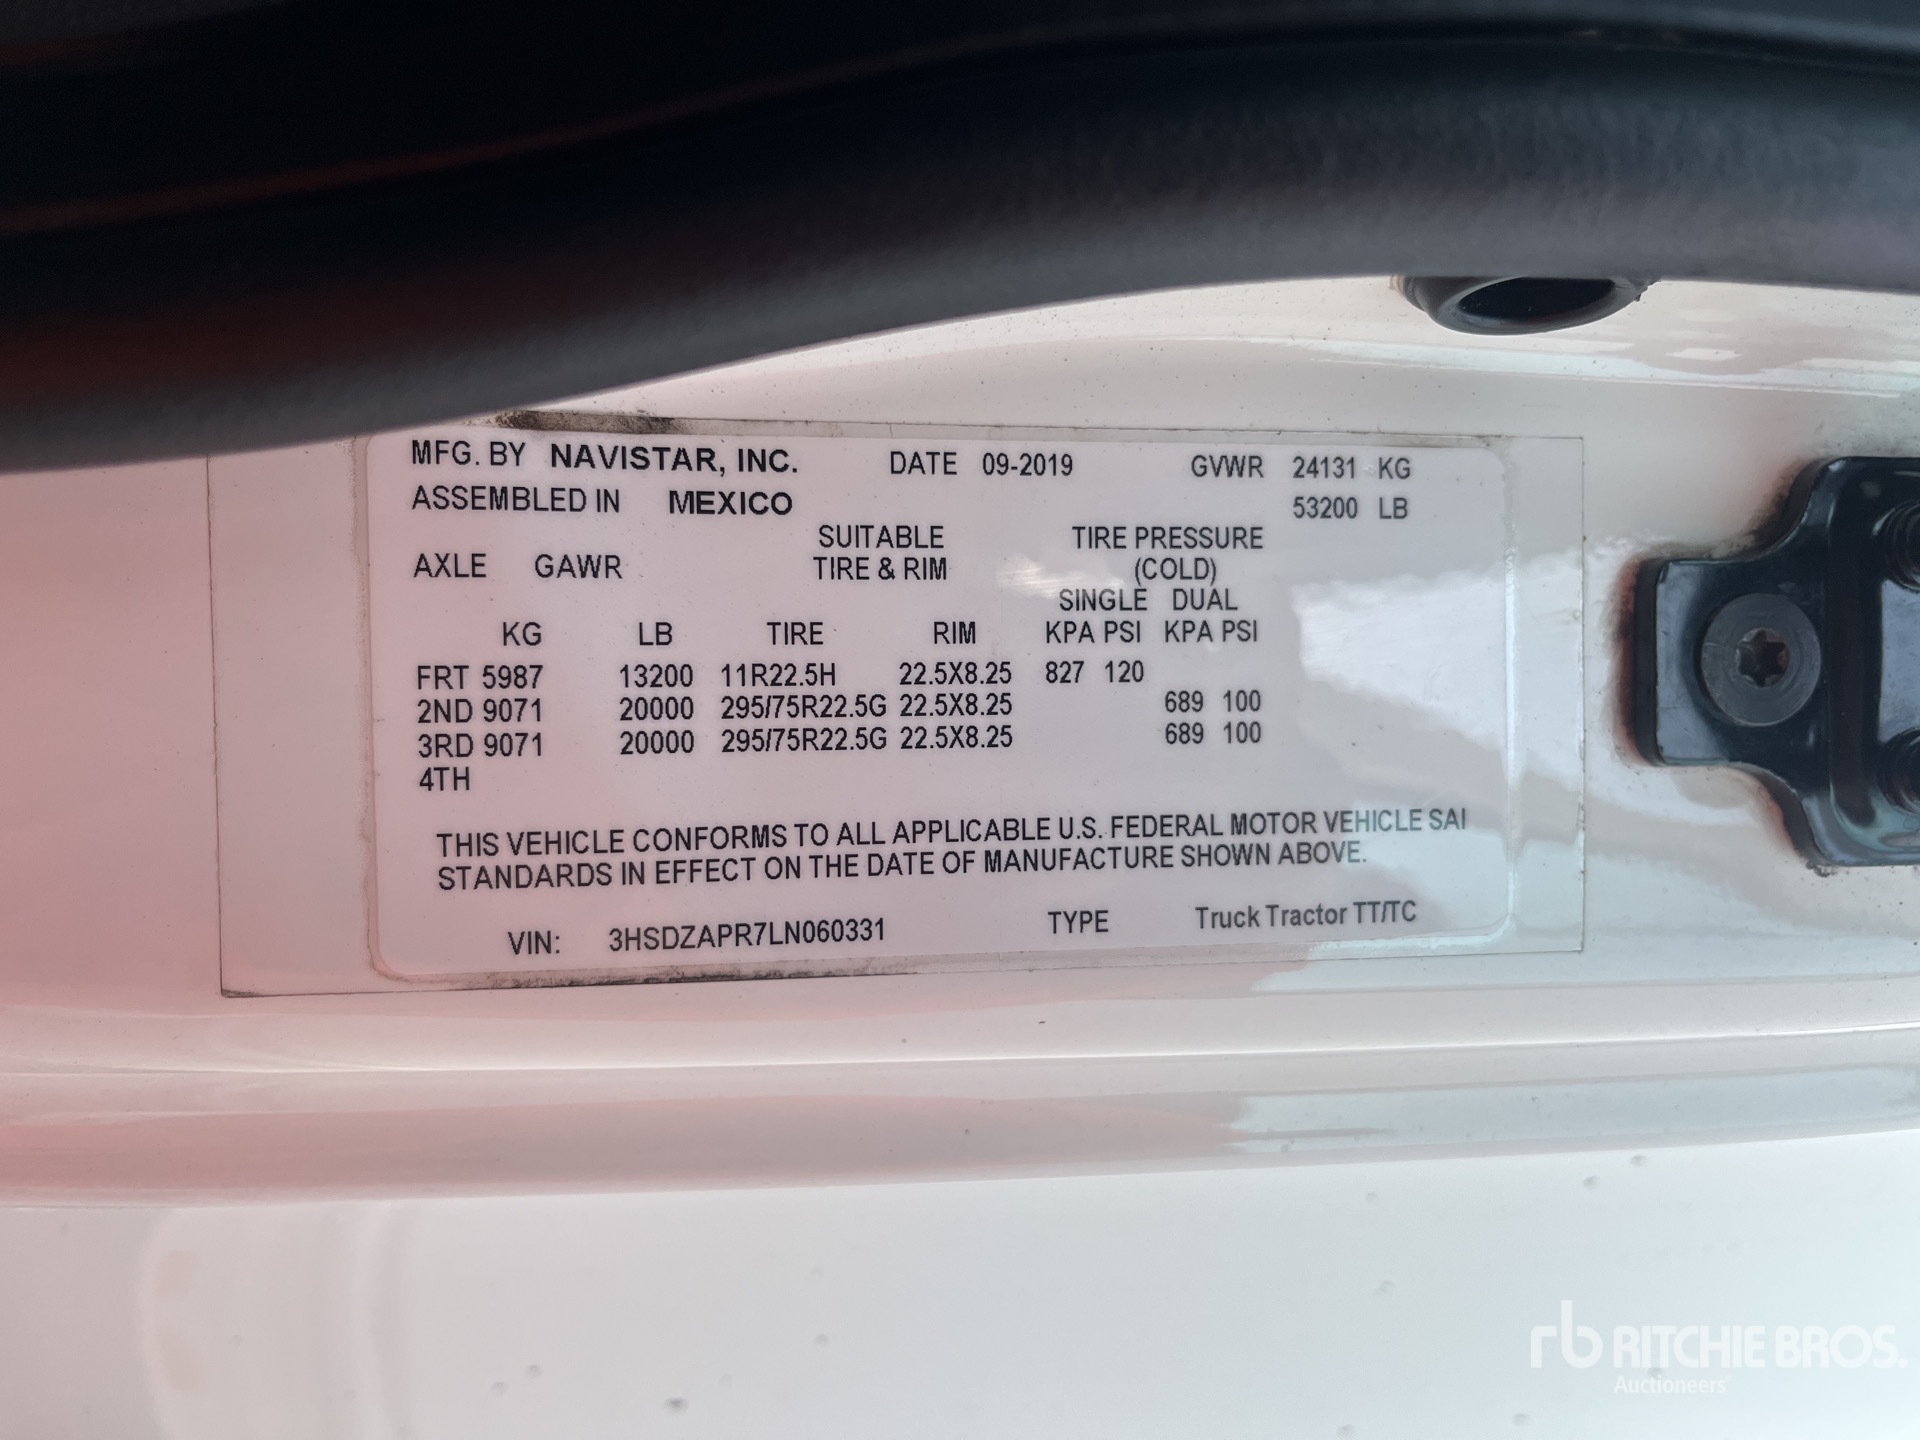 MFG. BY NAVISTAR, INC. DATE 09-2019 GVWR 24131 KG
ASSEMBLED IN MEXICO 53200 LB
SUITABLE TIRE PRESSURE
AXLE GAWR TIRE & RIM (COLD)
SINGLE DUAL
KG LB TIRE RIM KPA PSI KPA PSI
FRT 5987 13200 11R22.5H 22.5X8.25 827 120
2ND 9071 20000 295/75R22.5G 22.5X8.25 689 100
3RD 9071 20000 295/75R22.5G 22.5X8.25 689 100
4TH
THIS VEHICLE CONFORMS TO ALL APPLICABLE U.S. FEDERAL MOTOR VEHICLE SAI
STANDARDS IN EFFECT ON THE DATE OF MANUFACTURE SHOWN ABOVE.
VIN: 3HSDZAPR7LN060331 TYPE Truck Tractor TT/TC
rb RITCHIE BROS.
Auctioneers